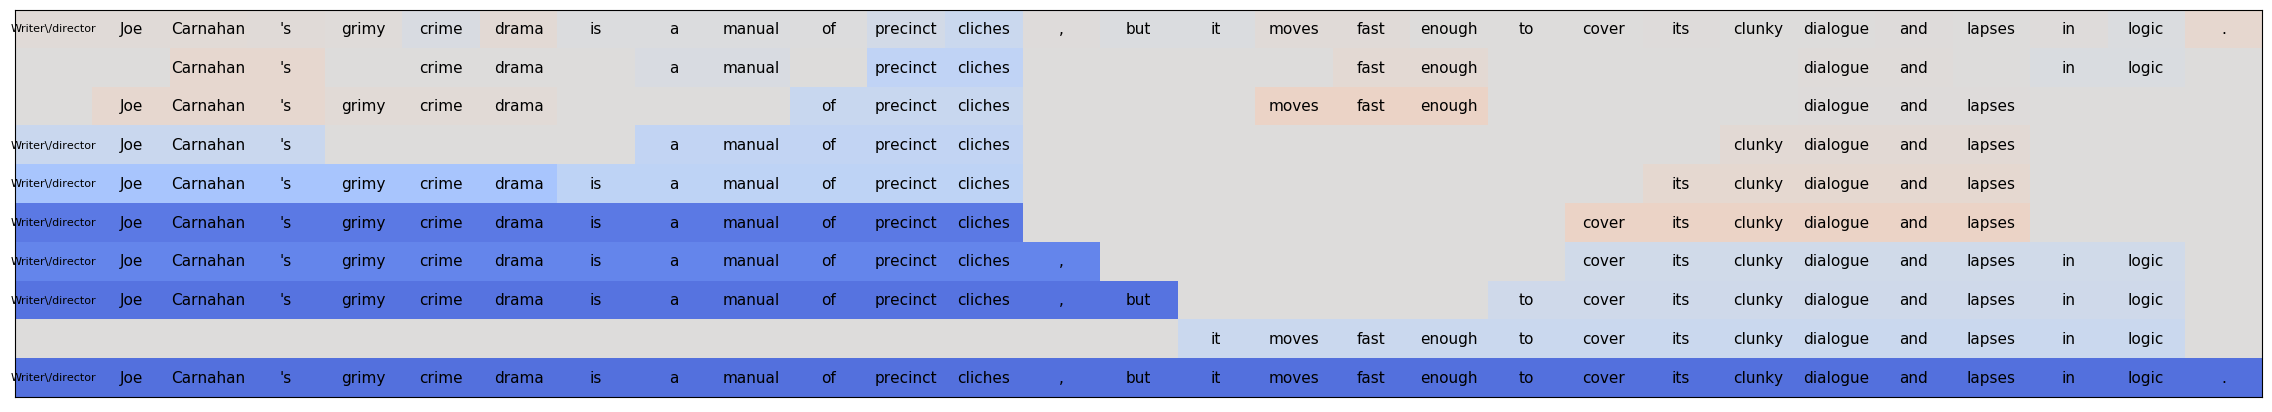 Writer\/director Joe Carnahan 's grimy crime drama is a manual of precinct cliches , but it moves fast enough to cover its clunky dialogue and lapses in logic .
Carnahan 's crime drama a manual precinct cliches fast enough dialogue and in logic
Joe Carnahan 's grimy crime drama of precinct cliches moves fast enough dialogue and lapses
Writer\/director Joe Carnahan 's a manual of precinct cliches clunky dialogue and lapses
Writer\/director Joe Carnahan 's grimy crime drama is a manual of precinct cliches its clunky dialogue and lapses
Writer\/director Joe Carnahan 's grimy crime drama is a manual of precinct cliches cover its clunky dialogue and lapses
Writer\/director Joe Carnahan 's grimy crime drama is a manual of precinct cliches , cover its clunky dialogue and lapses in logic
Writer\/director Joe Carnahan 's grimy crime drama is a manual of precinct cliches , but to cover its clunky dialogue and lapses in logic
it moves fast enough to cover its clunky dialogue and lapses in logic
Writer\/director Joe Carnahan 's grimy crime drama is a manual of precinct cliches , but it moves fast enough to cover its clunky dialogue and lapses in logic .